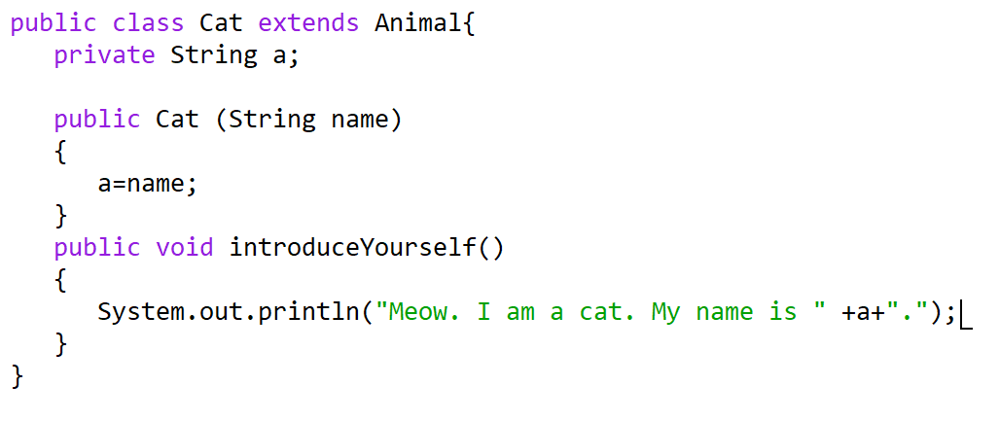 public class Cat extends Animal{
private String a;
public Cat (String name)
{
a=name;
}
public void introduceYourself()
{
System.out.println("Meow. I am a cat. My name is " +a+".");
}
}